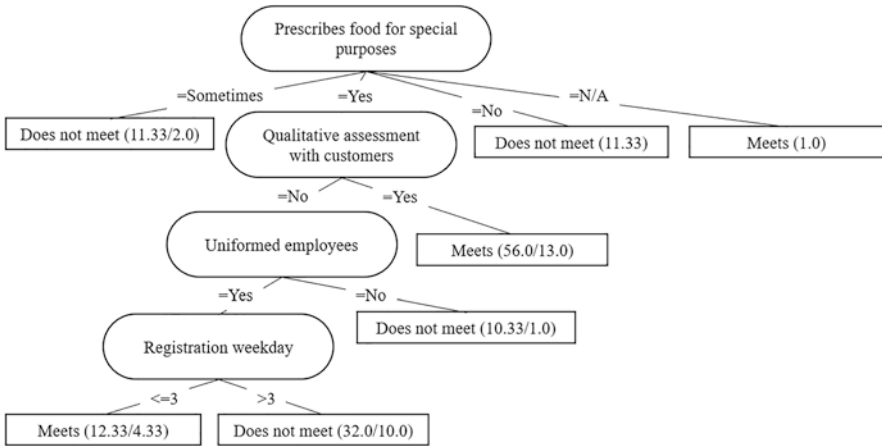 Prescribes food for special
purposes
=Sometimes
=Yes
=No
=N/A
Does not meet (11.33/2.0)
Qualitative assessment
with customers
Does not meet (11.33)
Meets (1.0)
=No
=Yes
Uniformed employees
Meets (56.0/13.0)
=Yes
=No
Registration weekday
Does not meet (10.33/1.0)
<=3
>3
Meets (12.33/4.33)
Does not meet (32.0/10.0)